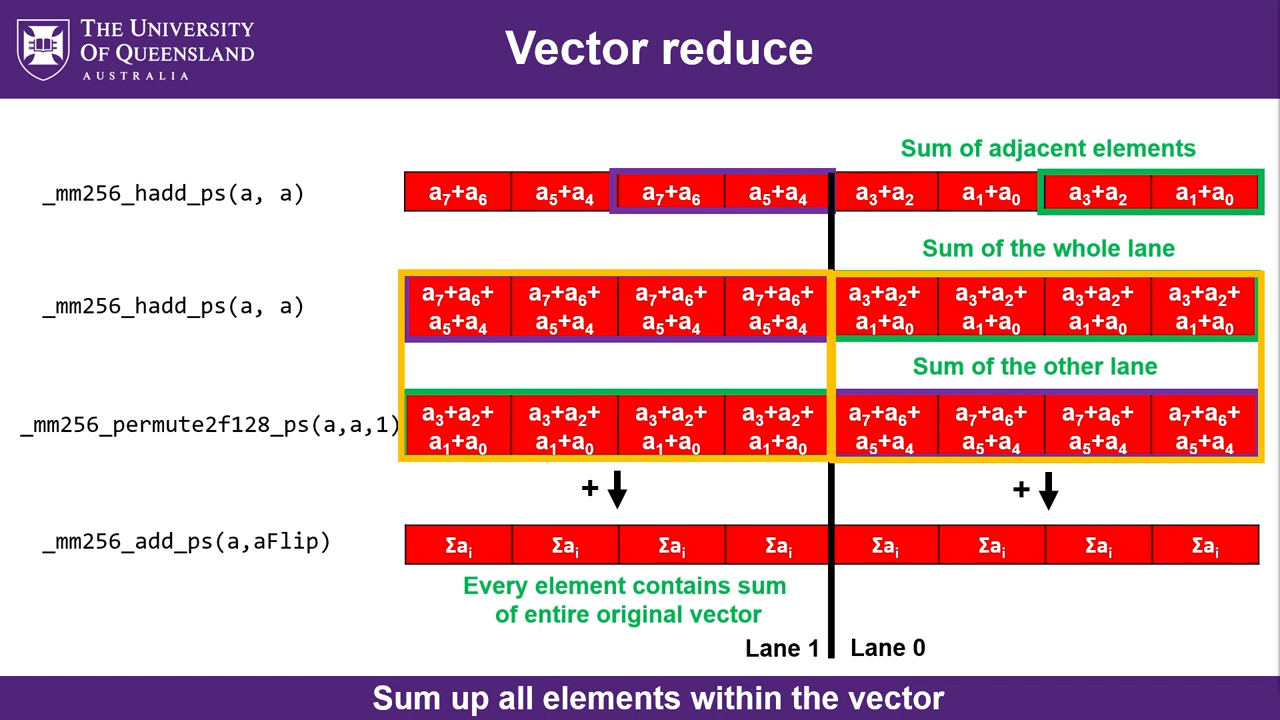 THE UNIVERSITY
OF QUEENSLAND
AUSTRALIA
Vector reduce
Sum of adjacent elements
_mm256_hadd_ps(a, a)
a₇+a₆ a₅+a₄ a₇+a₆ a₅+a₄ a₃+a₂ a₁+a₀ a₃+a₂ a₁+a₀
Sum of the whole lane
_mm256_hadd_ps(a, a)
a₇+a₆+ a₇+a₆+ a₇+a₆+ a₇+a₆+ a₃+a₂+ a₃+a₂+ a₃+a₂+ a₃+a₂+
a₅+a₄ a₅+a₄ a₅+a₄ a₅+a₄ a₁+a₀ a₁+a₀ a₁+a₀ a₁+a₀
Sum of the other lane
_mm256_permute2f128_ps(a,a,1)
a₃+a₂+ a₃+a₂+ a₃+a₂+ a₃+a₂+ a₇+a₆+ a₇+a₆+ a₇+a₆+ a₇+a₆+
a₁+a₀ a₁+a₀ a₁+a₀ a₁+a₀ a₅+a₄ a₅+a₄ a₅+a₄ a₅+a₄
+ +
_mm256_add_ps(a,aFlip)
Σaᵢ Σaᵢ Σaᵢ Σaᵢ Σaᵢ Σaᵢ Σaᵢ Σaᵢ
Every element contains sum
of entire original vector
Lane 1 Lane 0
Sum up all elements within the vector